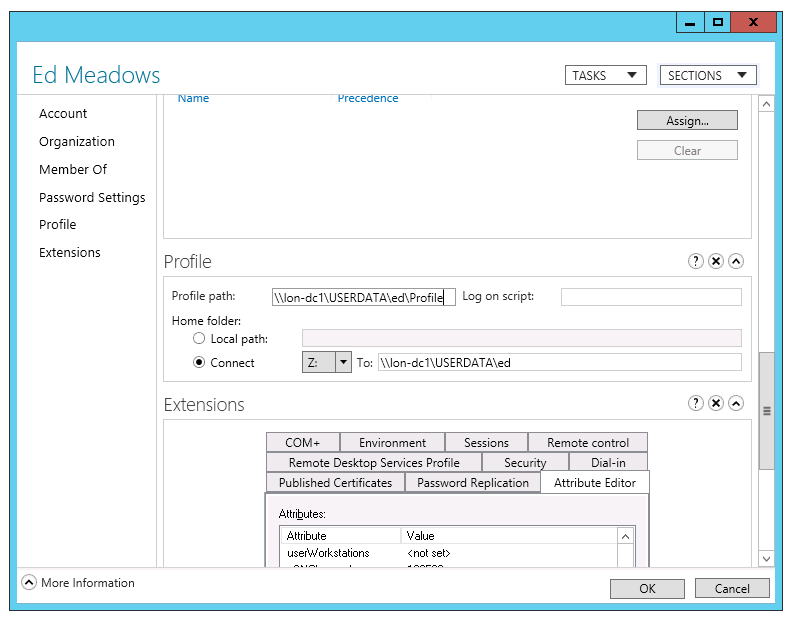 Ed Meadows
TASKS
SECTIONS
Account
Organization
Member Of
Password Settings
Profile
Extensions
Name Precedence
Assign...
Clear
Profile
Profile path: \\lon-dc1\USERDATA\ed\Profile Log on script:
Home folder:
Local path:
Connect Z: To: \\lon-dc1\USERDATA\ed
Extensions
COM+ Environment Sessions Remote control
Remote Desktop Services Profile Security Dial-in
Published Certificates Password Replication Attribute Editor
Attributes:
Attribute Value
userWorkstations <not set>
More Information
OK Cancel